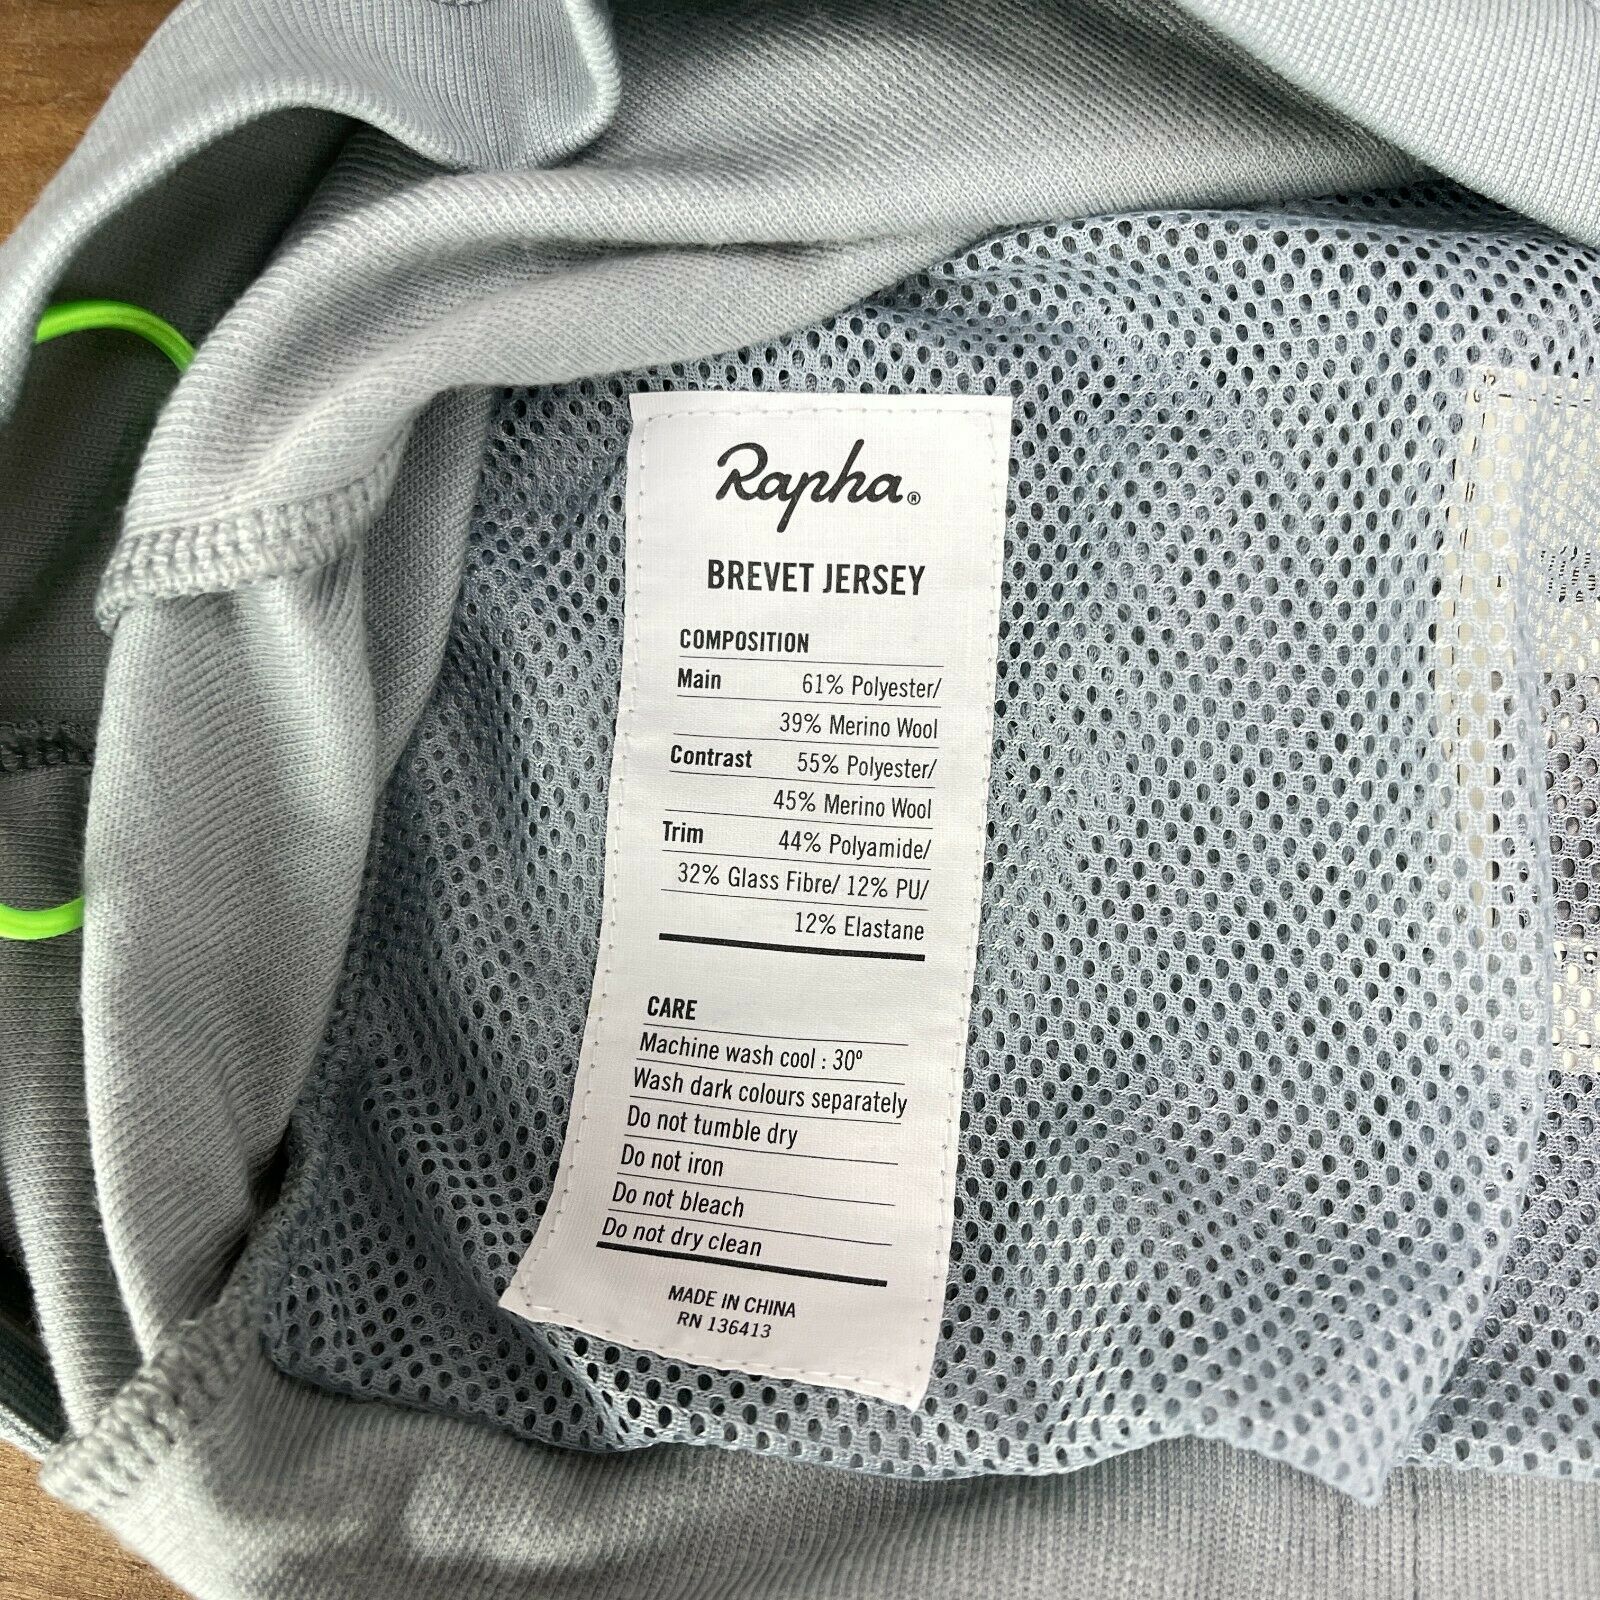 Rapha®
BREVET JERSEY
COMPOSITION
Main 61% Polyester/
39% Merino Wool
Contrast 55% Polyester/
45% Merino Wool
Trim 44% Polyamide/
32% Glass Fibre/ 12% PU/
12% Elastane
CARE
Machine wash cool : 30º
Wash dark colours separately
Do not tumble dry
Do not iron
Do not bleach
Do not dry clean
MADE IN CHINA
RN 136413